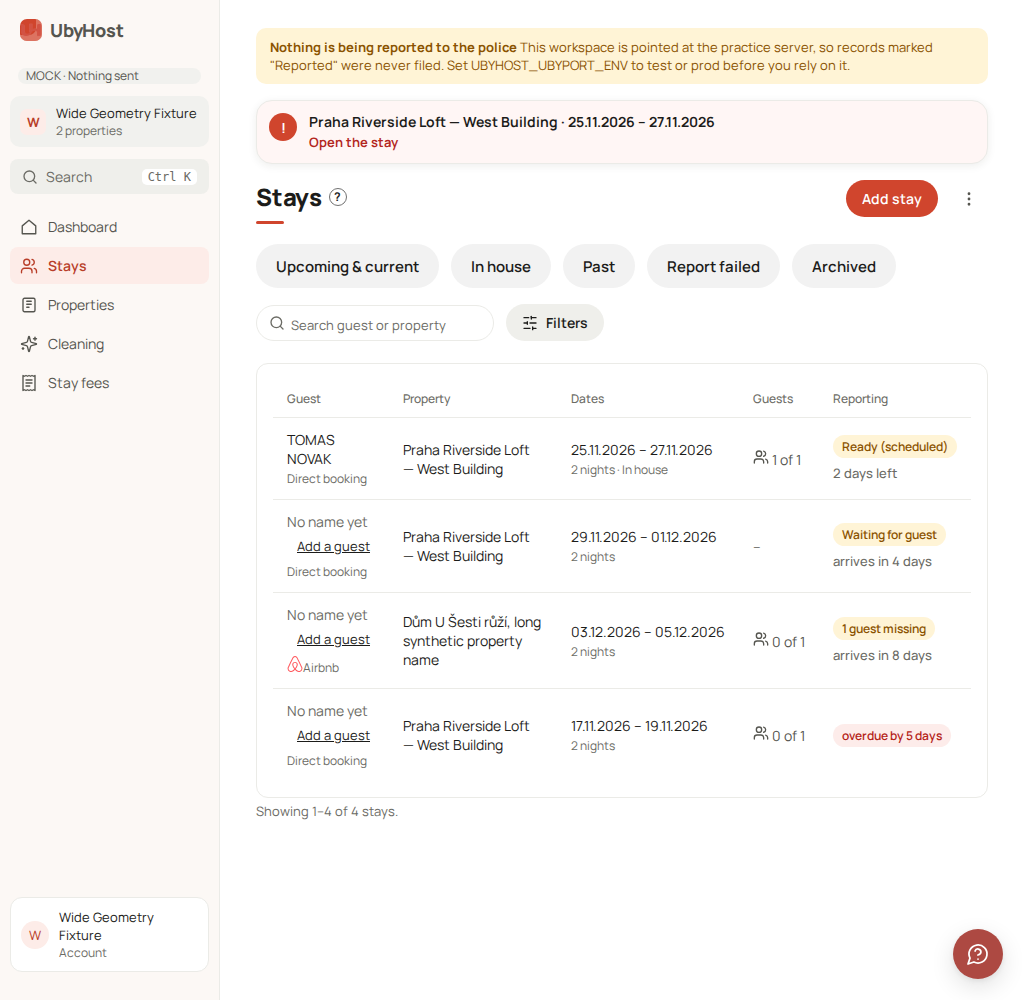 UbyHost
MOCK · Nothing sent
W
Wide Geometry Fixture
2 properties
Search
Ctrl K
Dashboard
Stays
Properties
Cleaning
Stay fees
W
Wide Geometry
Fixture
Account
Nothing is being reported to the police This workspace is pointed at the practice server, so records marked
"Reported" were never filed. Set UBYHOST_UBYPORT_ENV to test or prod before you rely on it.
!
Praha Riverside Loft — West Building · 25.11.2026 – 27.11.2026
Open the stay
Stays ?
Add stay
Upcoming & current
In house
Past
Report failed
Archived
Search guest or property
Filters
Guest Property Dates Guests Reporting
TOMAS
NOVAK
Direct booking
Praha Riverside Loft
— West Building
25.11.2026 – 27.11.2026
2 nights · In house
1 of 1
Ready (scheduled)
2 days left
No name yet
Add a guest
Direct booking
Praha Riverside Loft
— West Building
29.11.2026 – 01.12.2026
2 nights
–
Waiting for guest
arrives in 4 days
No name yet
Add a guest
Airbnb
Dům U Šesti růží, long
synthetic property
name
03.12.2026 – 05.12.2026
2 nights
0 of 1
1 guest missing
arrives in 8 days
No name yet
Add a guest
Direct booking
Praha Riverside Loft
— West Building
17.11.2026 – 19.11.2026
2 nights
0 of 1
overdue by 5 days
Showing 1–4 of 4 stays.